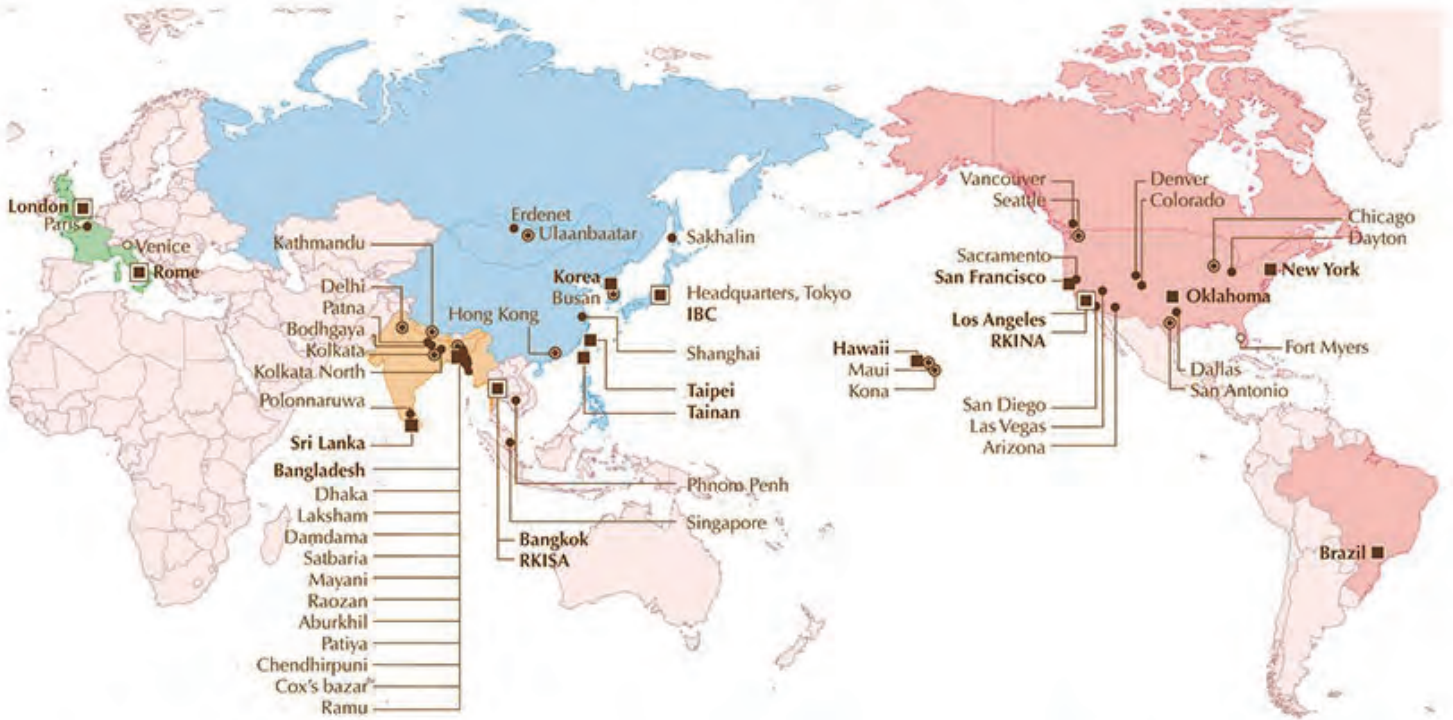 London
Paris
Venice
Rome
Kathmandu
Delhi
Patna
Bodhgaya
Kolkata
Kolkata North
Polonnaruwa
Sri Lanka
Bangladesh
Dhaka
Laksham
Damdama
Satbaria
Mayani
Raozan
Aburkhil
Patiya
Chendhirpuni
Cox's bazar
Ramu
Erdenet
Ulaanbaatar
Sakhalin
Korea
Busan
Headquarters, Tokyo
IBC
Hong Kong
Shanghai
Taipei
Tainan
Phnom Penh
Singapore
Bangkok
RKISA
Hawaii
Maui
Kona
Vancouver
Seattle
Sacramento
San Francisco
Los Angeles
RKINA
San Diego
Las Vegas
Arizona
Denver
Colorado
Chicago
Dayton
New York
Oklahoma
Fort Myers
Dallas
San Antonio
Brazil